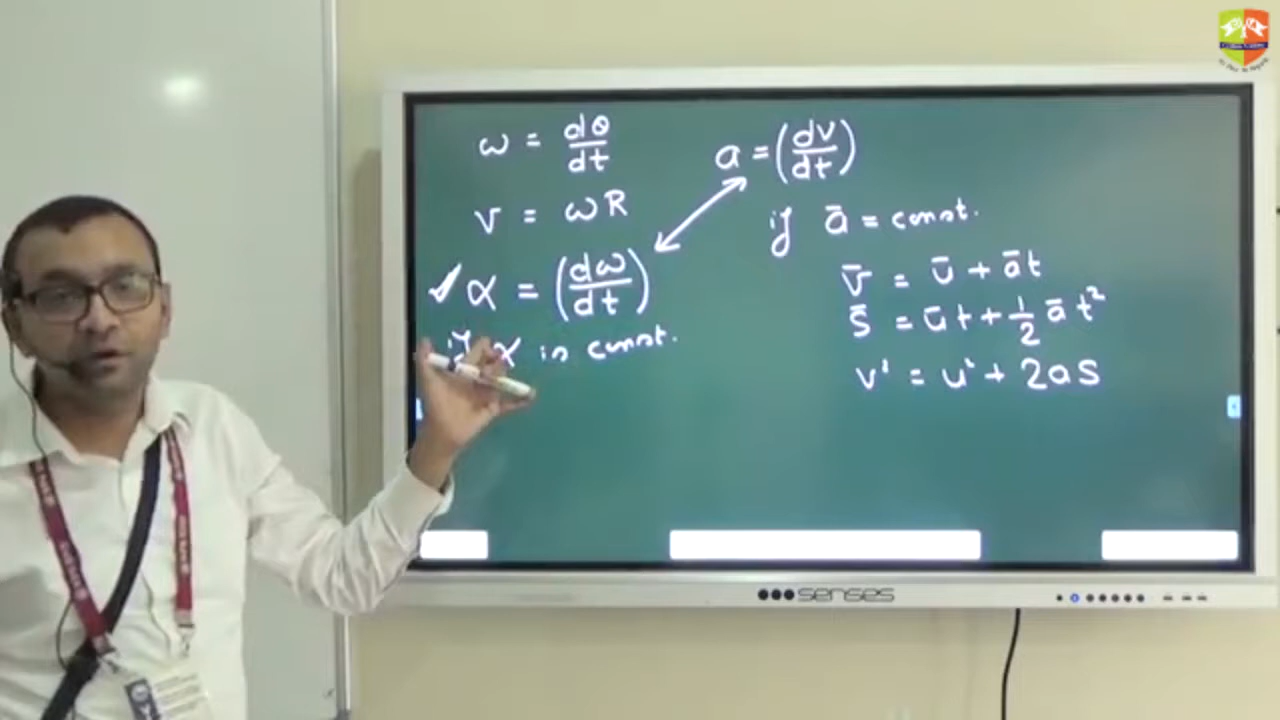 ω = dθ/dt
v = ωR
✓ α = (dω/dt)
if α is const.
a = (dv/dt)
if ā = const.
v̄ = ū + āt
s̄ = ūt + 1/2 āt²
v² = u² + 2as
senses